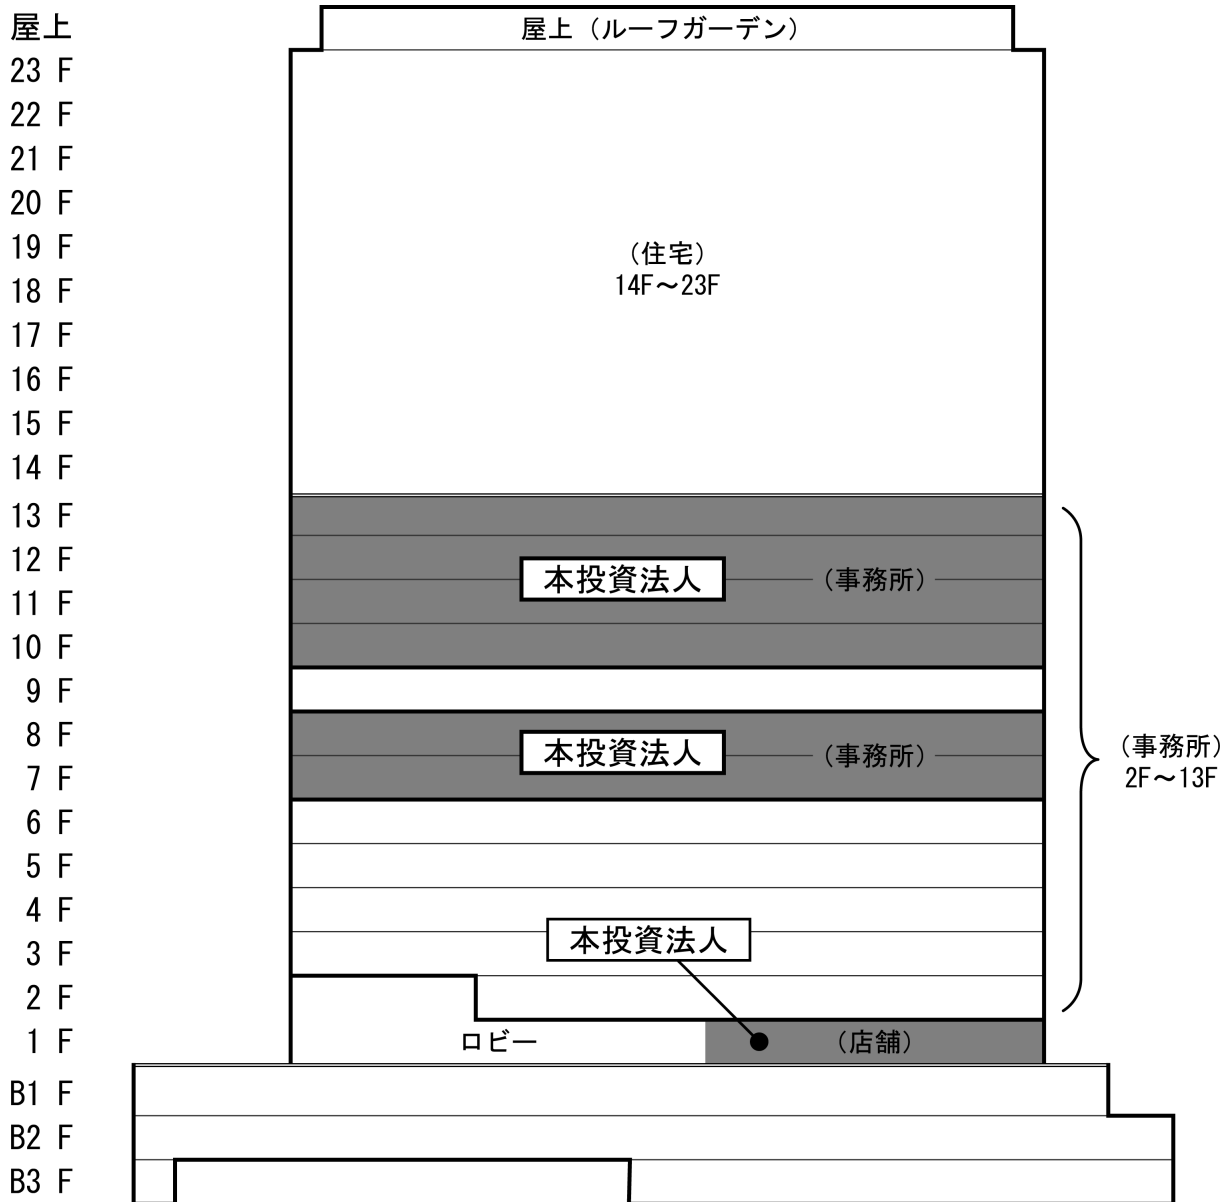 屋上
屋上（ルーフガーデン）
23 F
22 F
21 F
20 F
19 F
（住宅）
14F～23F
18 F
17 F
16 F
15 F
14 F
13 F
12 F
本投資法人
（事務所）
11 F
10 F
9 F
8 F
本投資法人
（事務所）
（事務所）
2F～13F
7 F
6 F
5 F
4 F
本投資法人
3 F
2 F
1 F
ロビー
（店舗）
B1 F
B2 F
B3 F